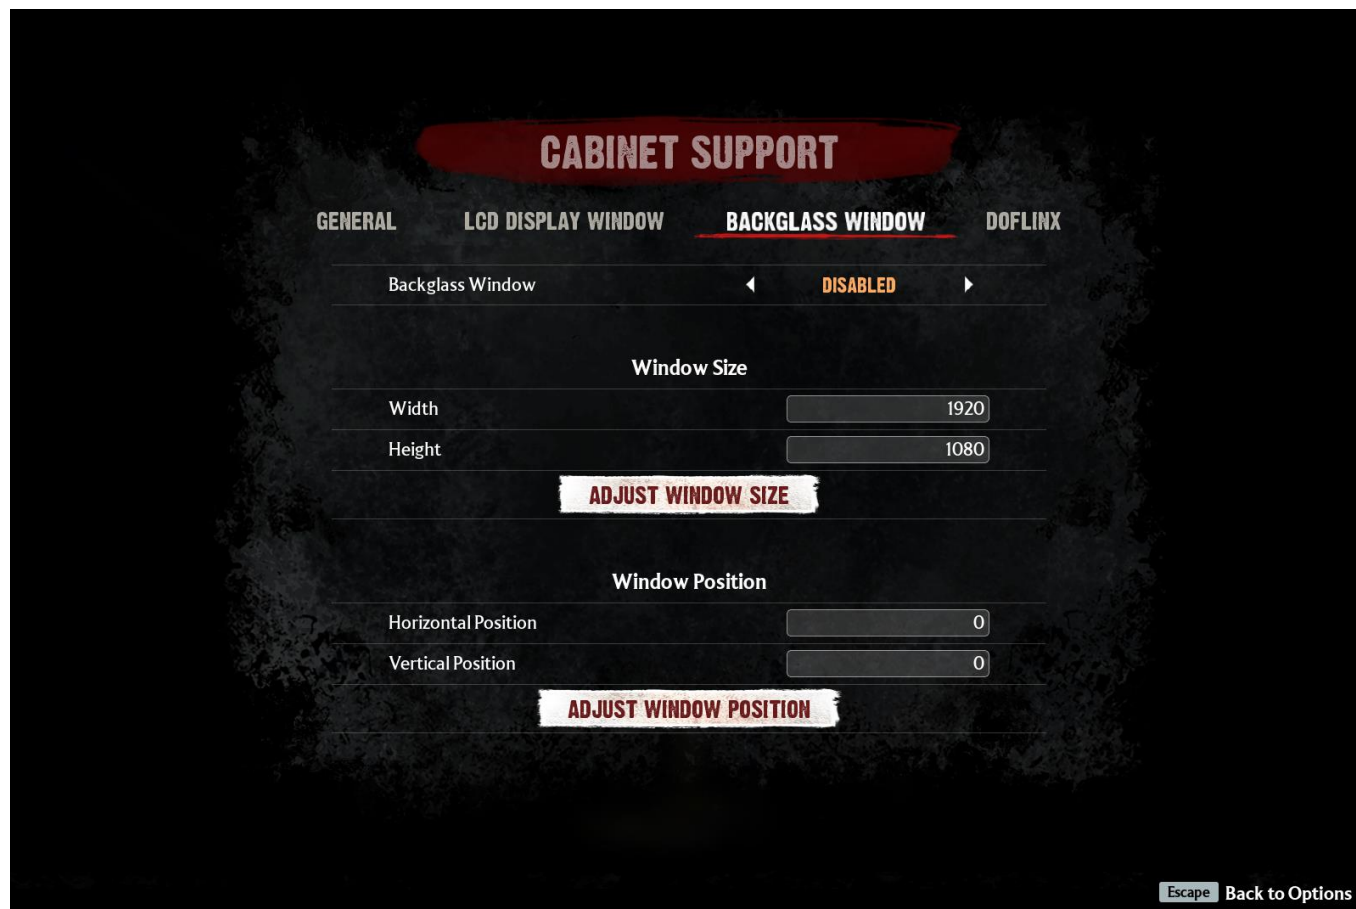 CABINET SUPPORT
GENERAL LCD DISPLAY WINDOW BACKGLASS WINDOW DOFLINX
Backglass Window DISABLED
Window Size
Width 1920
Height 1080
ADJUST WINDOW SIZE
Window Position
Horizontal Position 0
Vertical Position 0
ADJUST WINDOW POSITION
Escape Back to Options